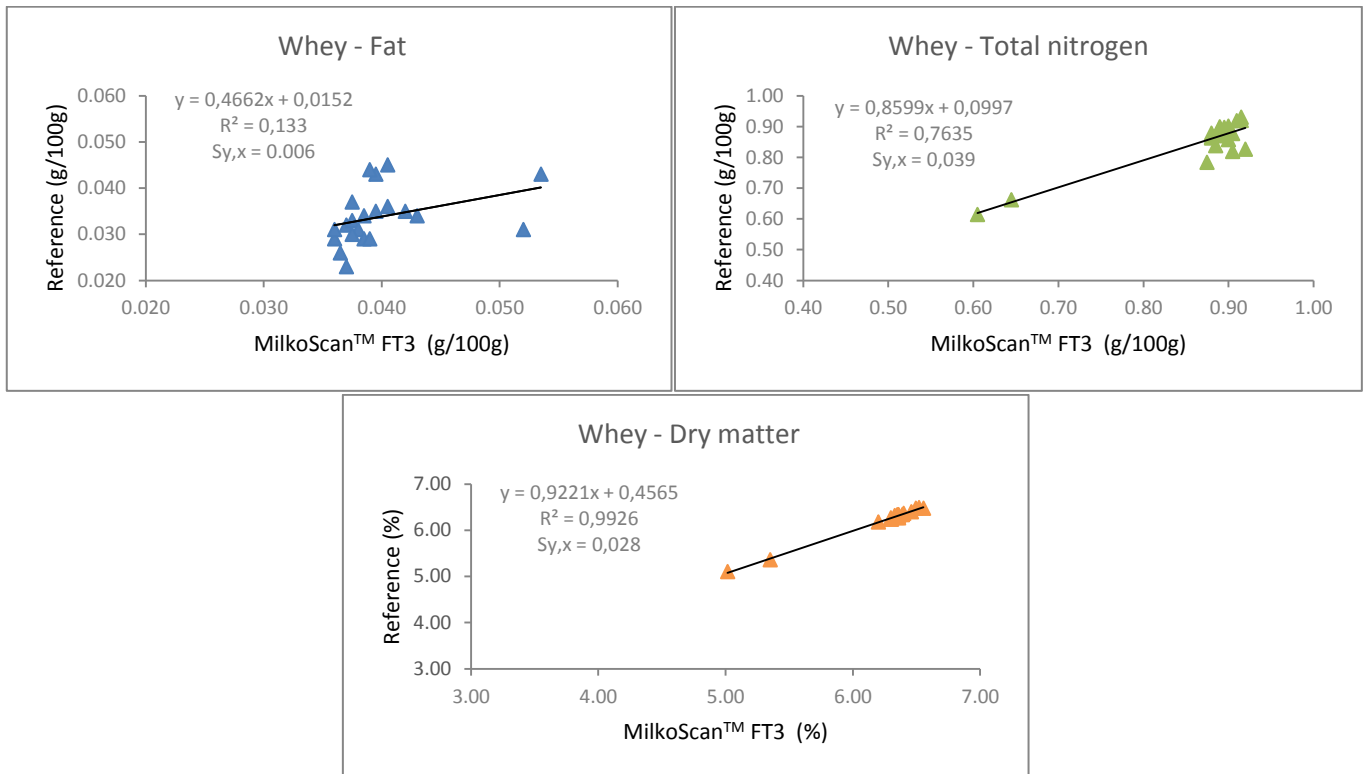 Whey - Fat
y = 0,4662x + 0,0152
R² = 0,133
Sy,x = 0.006
Reference (g/100g)
0.060
0.050
0.040
0.030
0.020
0.020 0.030 0.040 0.050 0.060
MilkoScan™ FT3 (g/100g)
Whey - Total nitrogen
y = 0,8599x + 0,0997
R² = 0,7635
Sy,x = 0,039
Reference (g/100g)
1.00
0.90
0.80
0.70
0.60
0.50
0.40
0.40 0.50 0.60 0.70 0.80 0.90 1.00
MilkoScan™ FT3 (g/100g)
Whey - Dry matter
y = 0,9221x + 0,4565
R² = 0,9926
Sy,x = 0,028
Reference (%)
7.00
6.00
5.00
4.00
3.00
3.00 4.00 5.00 6.00 7.00
MilkoScan™ FT3 (%)